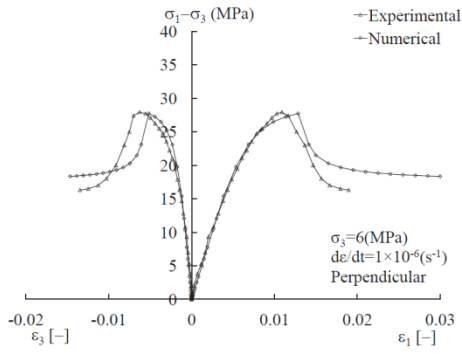 σ₁–σ₃ (MPa)
Experimental
Numerical
40
35
30
25
20
15
10
5
0
σ₃=6(MPa)
dε/dt=1×10⁻⁶(s⁻¹)
Perpendicular
-0.02 -0.01 0 0.01 0.02 0.03
ε₃ [–] ε₁ [–]